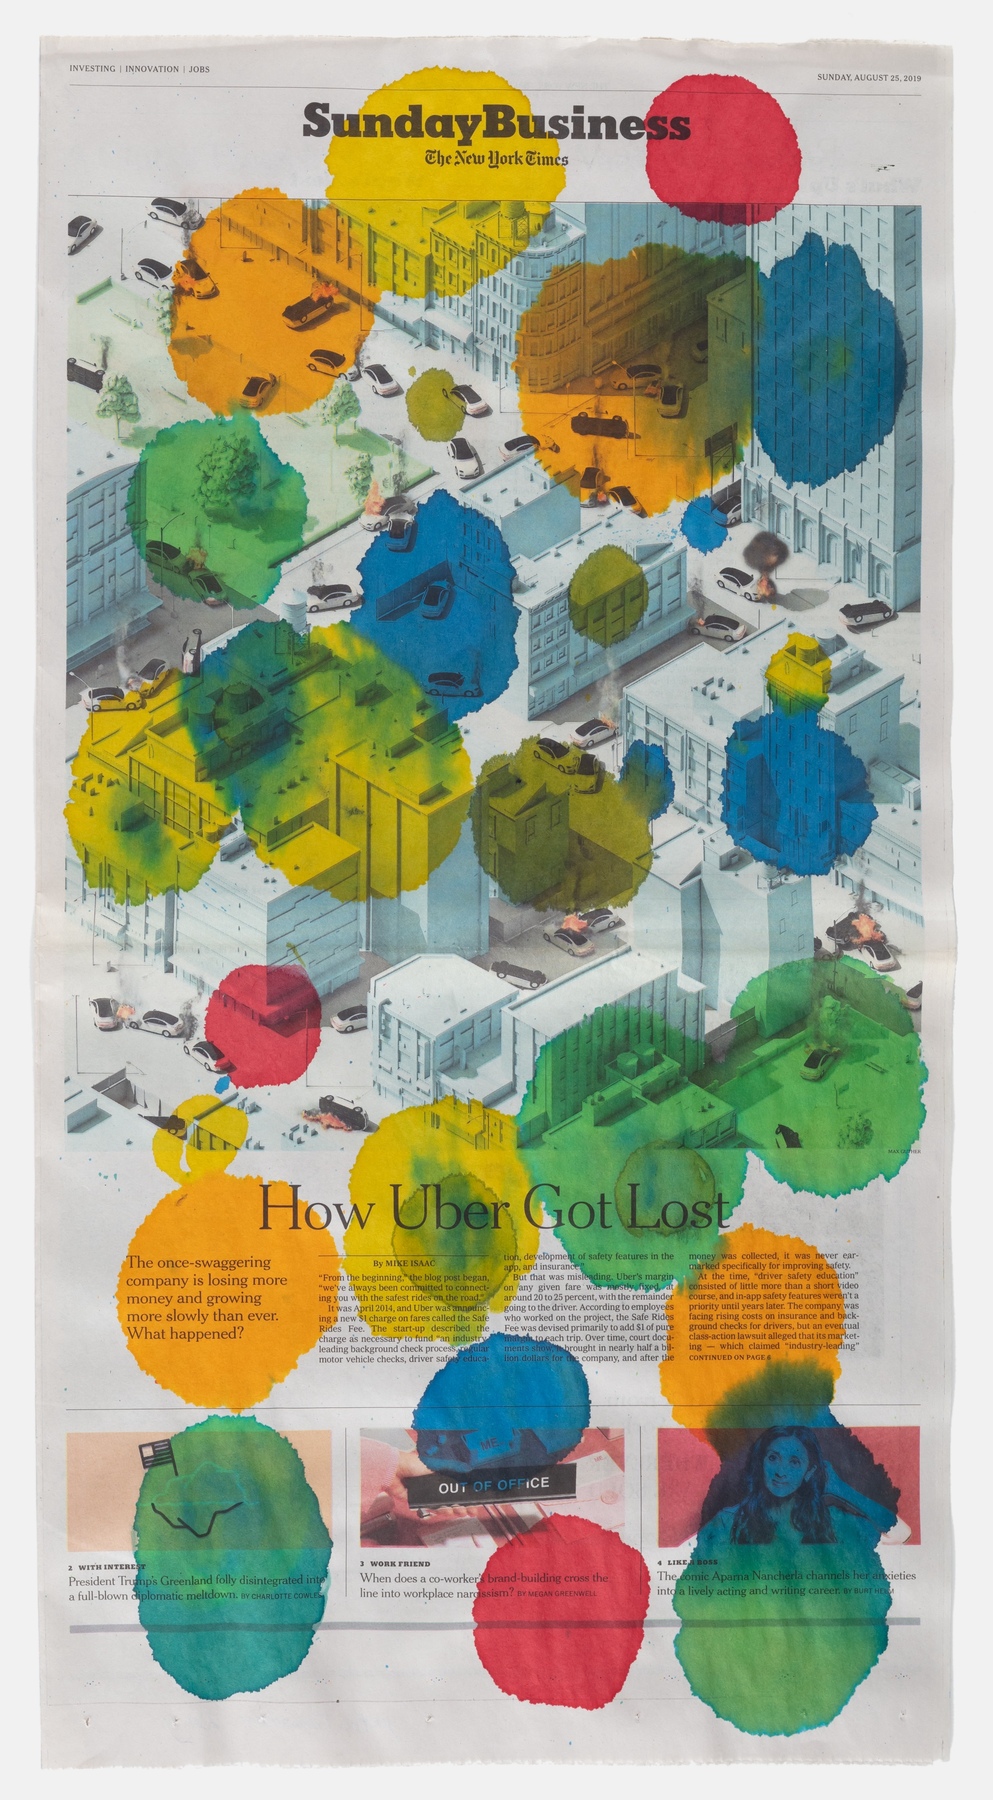 INVESTING | INNOVATION | JOBS
SUNDAY, AUGUST 25, 2019
SundayBusiness
The New York Times
How Uber Got Lost
The once-swaggering
company is losing more
money and growing
more slowly than ever.
What happened?
By MIKE ISAAC
“From the beginning,” the blog post began,
“we’ve always been committed to connect-
ing you with the safest rides on the road.”
It was April 2014, and Uber was announc-
ing a new $1 charge on fares called the Safe
Rides Fee. The start-up described the
charge as necessary to fund “an industry-
leading background check process, regular
motor vehicle checks, driver safety educa-
tion, development of safety features in the
app, and insurance.”
But that was misleading. Uber’s margin
on any given fare was mostly fixed, at
around 20 to 25 percent, with the remainder
going to the driver. According to employees
who worked on the project, the Safe Rides
Fee was devised primarily to add $1 of pure
margin to each trip. Over time, court docu-
ments show, it brought in nearly half a bil-
lion dollars for the company, and after the
money was collected, it was never ear-
marked specifically for improving safety.
At the time, “driver safety education”
consisted of little more than a short video
course, and in-app safety features weren’t a
priority until years later. The company was
facing rising costs on insurance and back-
ground checks for drivers, but an eventual
class-action lawsuit alleged that its market-
ing — which claimed “industry-leading”
CONTINUED ON PAGE 6
ME.
OUT OF OFFICE
2 WITH INTEREST
President Trump’s Greenland folly disintegrated into
a full-blown diplomatic meltdown. BY CHARLOTTE COWLES
3 WORK FRIEND
When does a co-worker’s brand-building cross the
line into workplace narcissism? BY MEGAN GREENWELL
4 LIKE A BOSS
The comic Aparna Nancherla channels her anxieties
into a lively acting and writing career. BY